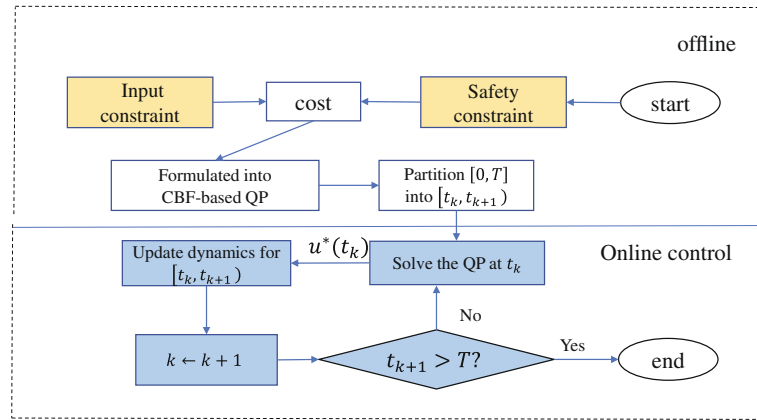 offline
Input
constraint
cost
Safety
constraint
start
Formulated into
CBF-based QP
Partition [0, T]
into [t_k, t_{k+1})
Online control
Update dynamics for
[t_k, t_{k+1})
u^*(t_k)
Solve the QP at t_k
No
k ← k + 1
t_{k+1} > T?
Yes
end